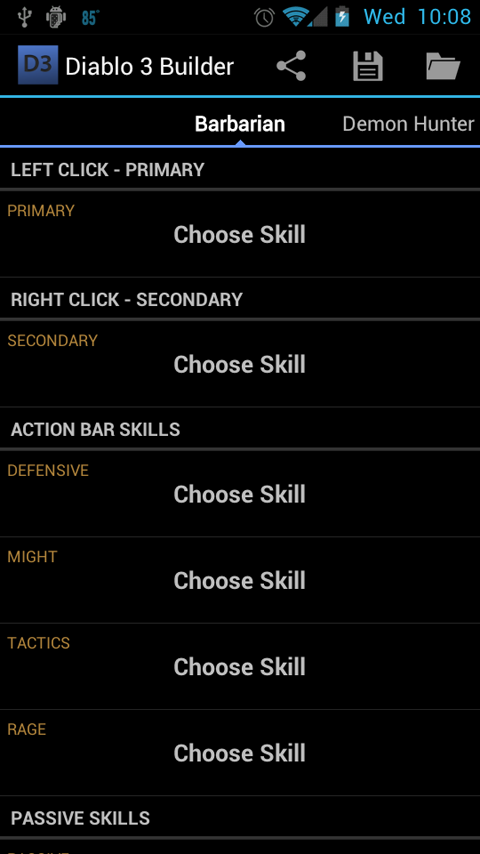 85° Wed 10:08
D3 Diablo 3 Builder
Barbarian Demon Hunter
LEFT CLICK - PRIMARY
PRIMARY
Choose Skill
RIGHT CLICK - SECONDARY
SECONDARY
Choose Skill
ACTION BAR SKILLS
DEFENSIVE
Choose Skill
MIGHT
Choose Skill
TACTICS
Choose Skill
RAGE
Choose Skill
PASSIVE SKILLS
PASSIVE